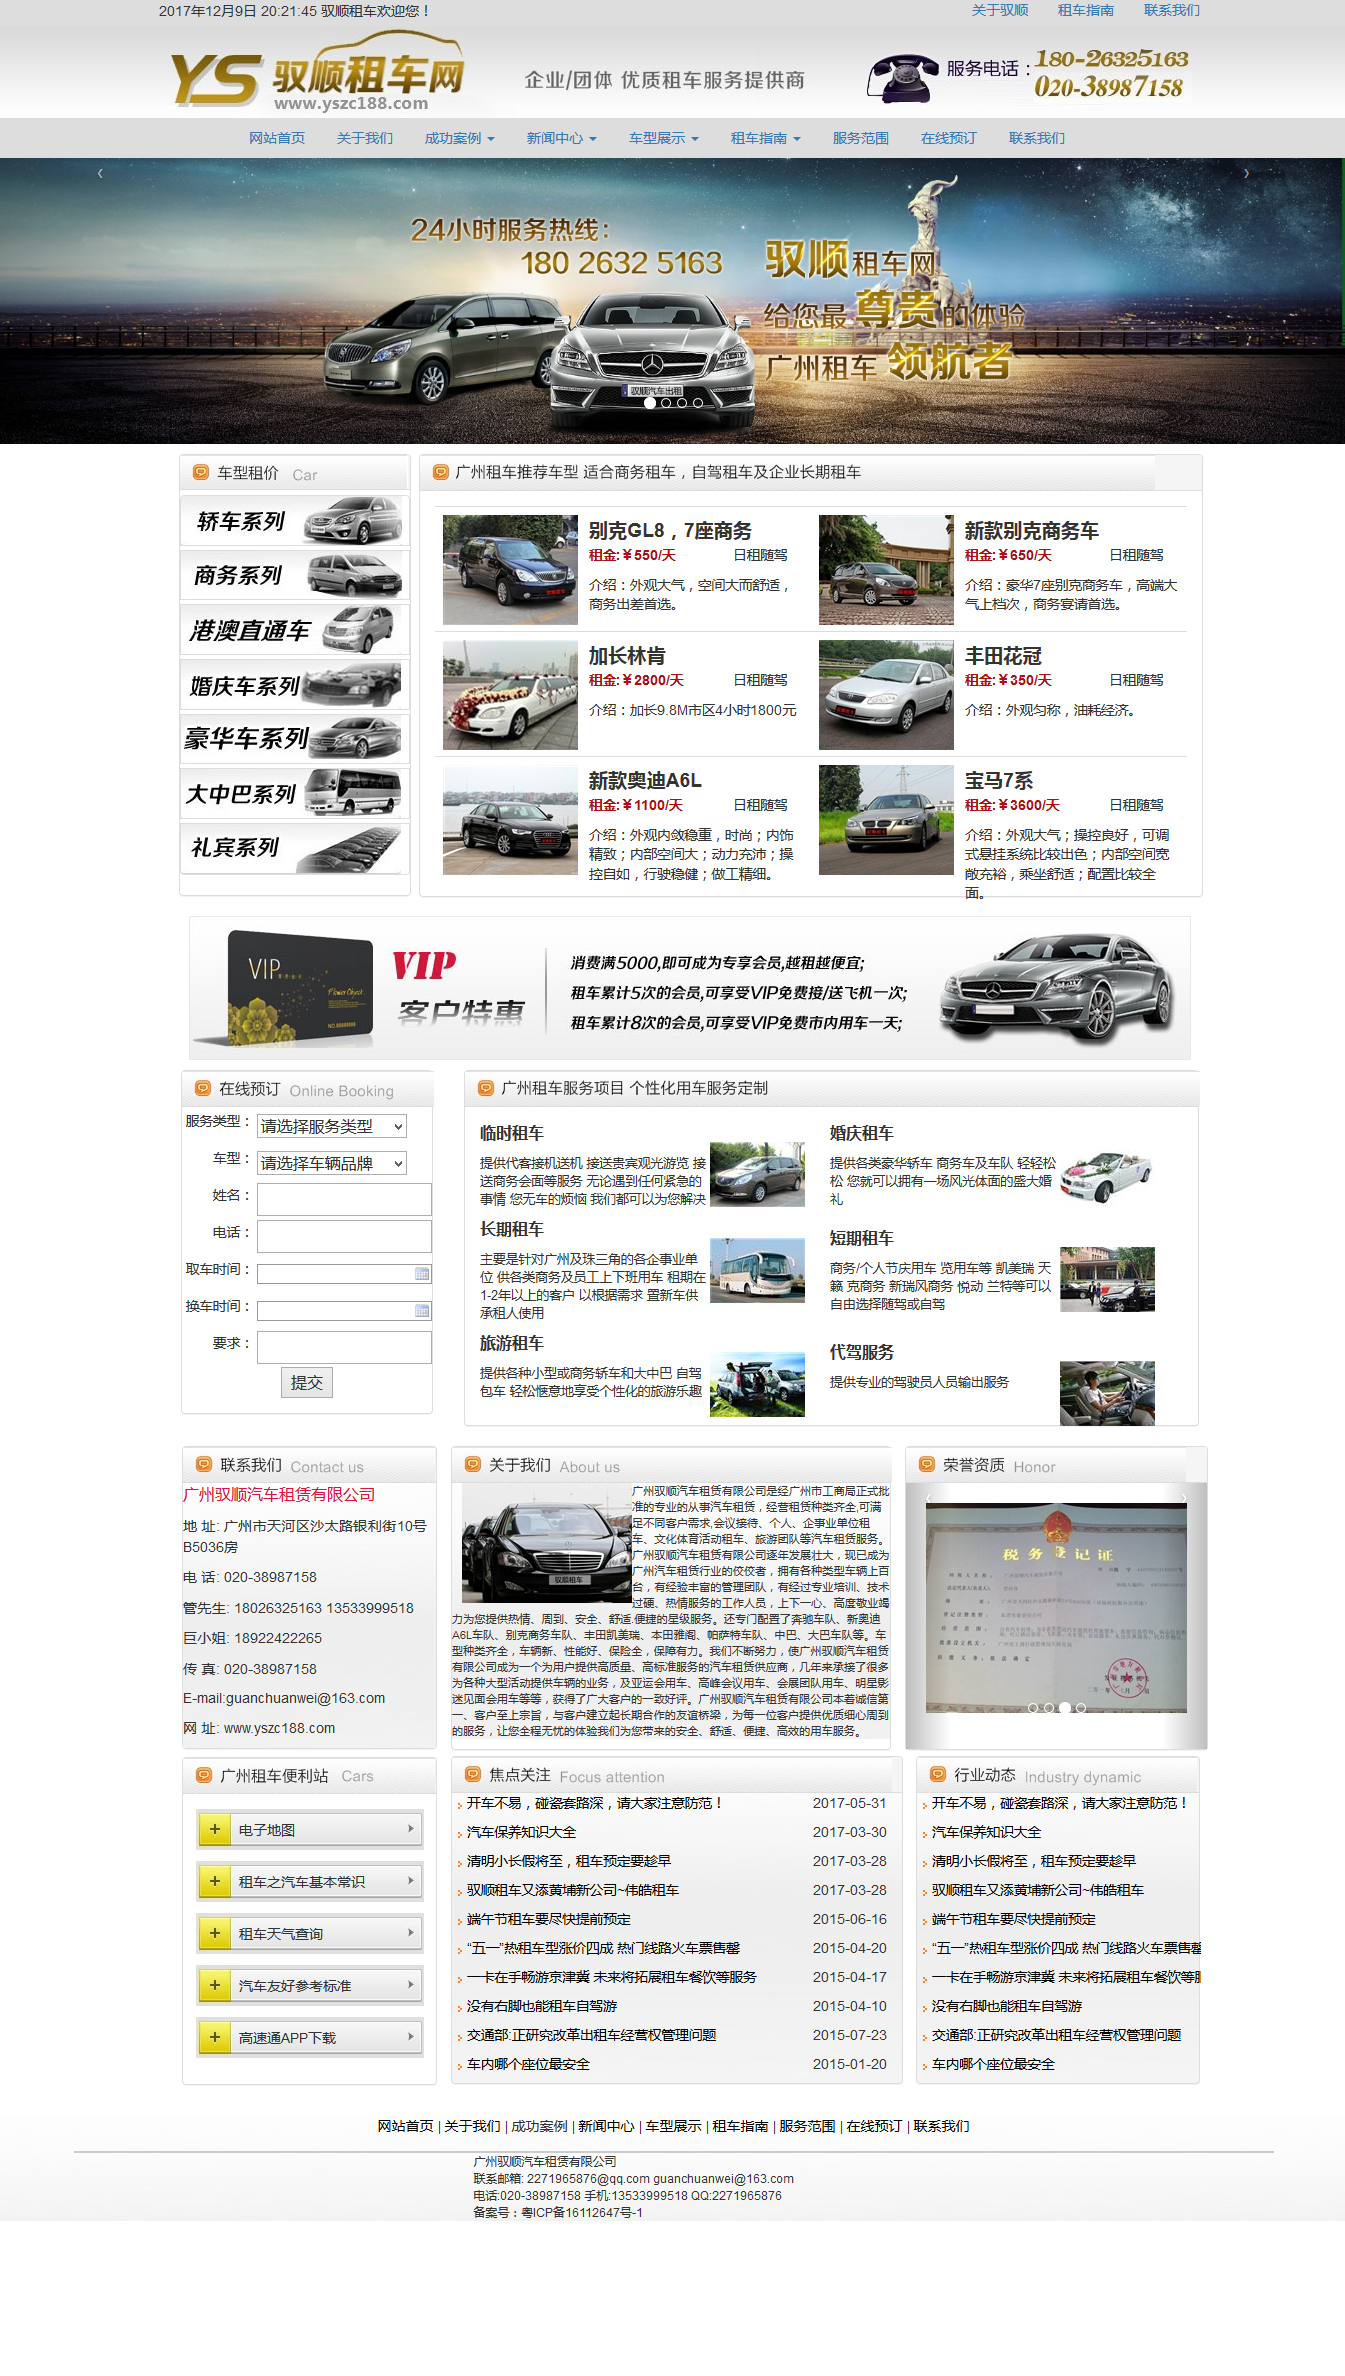 2017年12月9日 20:21:45 驭顺租车欢迎您！
关于驭顺 租车指南 联系我们
YS 驭顺租车网
www.yszc188.com
企业/团体 优质租车服务提供商
服务电话：180-26325163
020-38987158
网站首页 关于我们 成功案例 新闻中心 车型展示 租车指南 服务范围 在线预订 联系我们
24小时服务热线：
180 2632 5163
驭顺租车网
给您最尊贵的体验
广州租车 领航者
驭顺汽车出租
车型租价 Car
轿车系列
商务系列
港澳直通车
婚庆车系列
豪华车系列
大中巴系列
礼宾系列
广州租车推荐车型 适合商务租车，自驾租车及企业长期租车
别克GL8，7座商务
租金:￥550/天 日租随驾
介绍：外观大气，空间大而舒适，
商务出差首选。
新款别克商务车
租金:￥650/天 日租随驾
介绍：豪华7座别克商务车，高端大
气上档次，商务宴请首选。
加长林肯
租金:￥2800/天 日租随驾
介绍：加长9.8M市区4小时1800元
丰田花冠
租金:￥350/天 日租随驾
介绍：外观匀称，油耗经济。
新款奥迪A6L
租金:￥1100/天 日租随驾
介绍：外观内敛稳重，时尚；内饰
精致；内部空间大；动力充沛；操
控自如，行驶稳健；做工精细。
宝马7系
租金:￥3600/天 日租随驾
介绍：外观大气；操控良好，可调
式悬挂系统比较出色；内部空间宽
敞充裕，乘坐舒适；配置比较全
面。
VIP
Flower Object
NO.88888888
VIP
客户特惠
消费满5000,即可成为专享会员,越租越便宜;
租车累计5次的会员,可享受VIP免费接/送飞机一次;
租车累计8次的会员,可享受VIP免费市内用车一天;
在线预订 Online Booking
服务类型： 请选择服务类型
车型： 请选择车辆品牌
姓名：
电话：
取车时间：
换车时间：
要求：
提交
广州租车服务项目 个性化用车服务定制
临时租车
提供代客接机送机 接送贵宾观光游览 接
送商务会面等服务 无论遇到任何紧急的
事情 您无车的烦恼 我们都可以为您解决
婚庆租车
提供各类豪华轿车 商务车及车队 轻轻松
松 您就可以拥有一场风光体面的盛大婚
礼
长期租车
主要是针对广州及珠三角的各企事业单
位 供各类商务及员工上下班用车 租期在
1-2年以上的客户 以根据需求 置新车供
承租人使用
短期租车
商务/个人节庆用车 览用车等 凯美瑞 天
籁 克商务 新瑞风商务 悦动 兰特等可以
自由选择随驾或自驾
旅游租车
提供各种小型或商务轿车和大中巴 自驾
包车 轻松惬意地享受个性化的旅游乐趣
代驾服务
提供专业的驾驶员人员输出服务
联系我们 Contact us
广州驭顺汽车租赁有限公司
地 址: 广州市天河区沙太路银利街10号
B5036房
电 话: 020-38987158
管先生: 18026325163 13533999518
巨小姐: 18922422265
传 真: 020-38987158
E-mail:guanchuanwei@163.com
网 址: www.yszc188.com
关于我们 About us
驭顺租车
广州驭顺汽车租赁有限公司是经广州市工商局正式批
准的专业的从事汽车租赁，经营租赁种类齐全,可满
足不同客户需求,会议接待、个人、企事业单位租
车、文化体育活动租车、旅游团队等汽车租赁服务。
广州驭顺汽车租赁有限公司逐年发展壮大，现已成为
广州汽车租赁行业的佼佼者，拥有各种类型车辆上百
台，有经验丰富的管理团队，有经过专业培训、技术
过硬、热情服务的工作人员，上下一心、高度敬业竭
力为您提供热情、周到、安全、舒适.便捷的星级服务。还专门配置了奔驰车队、新奥迪
A6L车队、别克商务车队、丰田凯美瑞、本田雅阁、帕萨特车队、中巴、大巴车队等。车
型种类齐全，车辆新、性能好、保险全，保障有力。我们不断努力，使广州驭顺汽车租赁
有限公司成为一个为用户提供高质量、高标准服务的汽车租赁供应商，几年来承接了很多
为各种大型活动提供车辆的业务，及亚运会用车、高峰会议用车、会展团队用车、明星影
迷见面会用车等等，获得了广大客户的一致好评。广州驭顺汽车租赁有限公司本着诚信第
一、客户至上宗旨，与客户建立起长期合作的友谊桥梁，为每一位客户提供优质细心周到
的服务，让您全程无忧的体验我们为您带来的安全、舒适、便捷、高效的用车服务。
荣誉资质 Honor
税务登记证
广州租车便利站 Cars
电子地图
租车之汽车基本常识
租车天气查询
汽车友好参考标准
高速通APP下载
焦点关注 Focus attention
开车不易，碰瓷套路深，请大家注意防范！ 2017-05-31
汽车保养知识大全 2017-03-30
清明小长假将至，租车预定要趁早 2017-03-28
驭顺租车又添黄埔新公司~伟皓租车 2017-03-28
端午节租车要尽快提前预定 2015-06-16
“五一”热租车型涨价四成 热门线路火车票售罄 2015-04-20
一卡在手畅游京津冀 未来将拓展租车餐饮等服务 2015-04-17
没有右脚也能租车自驾游 2015-04-10
交通部:正研究改革出租车经营权管理问题 2015-07-23
车内哪个座位最安全 2015-01-20
行业动态 Industry dynamic
开车不易，碰瓷套路深，请大家注意防范！
汽车保养知识大全
清明小长假将至，租车预定要趁早
驭顺租车又添黄埔新公司~伟皓租车
端午节租车要尽快提前预定
“五一”热租车型涨价四成 热门线路火车票售罄
一卡在手畅游京津冀 未来将拓展租车餐饮等服
没有右脚也能租车自驾游
交通部:正研究改革出租车经营权管理问题
车内哪个座位最安全
网站首页 | 关于我们 | 成功案例 | 新闻中心 | 车型展示 | 租车指南 | 服务范围 | 在线预订 | 联系我们
广州驭顺汽车租赁有限公司
联系邮箱: 2271965876@qq.com guanchuanwei@163.com
电话:020-38987158 手机:13533999518 QQ:2271965876
备案号：粤ICP备16112647号-1